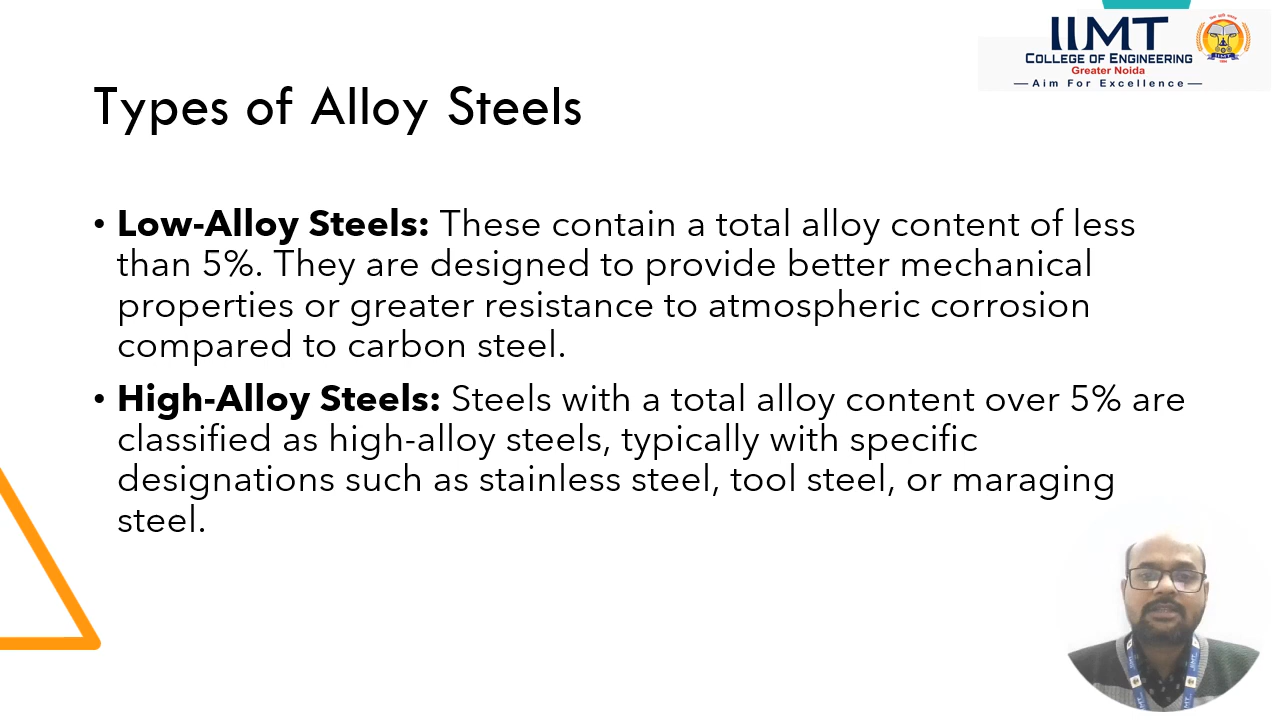 IIMT
COLLEGE OF ENGINEERING
Greater Noida
—Aim For Excellence—
Types of Alloy Steels
• Low-Alloy Steels: These contain a total alloy content of less
than 5%. They are designed to provide better mechanical
properties or greater resistance to atmospheric corrosion
compared to carbon steel.
• High-Alloy Steels: Steels with a total alloy content over 5% are
classified as high-alloy steels, typically with specific
designations such as stainless steel, tool steel, or maraging
steel.
IIMT
IIMT